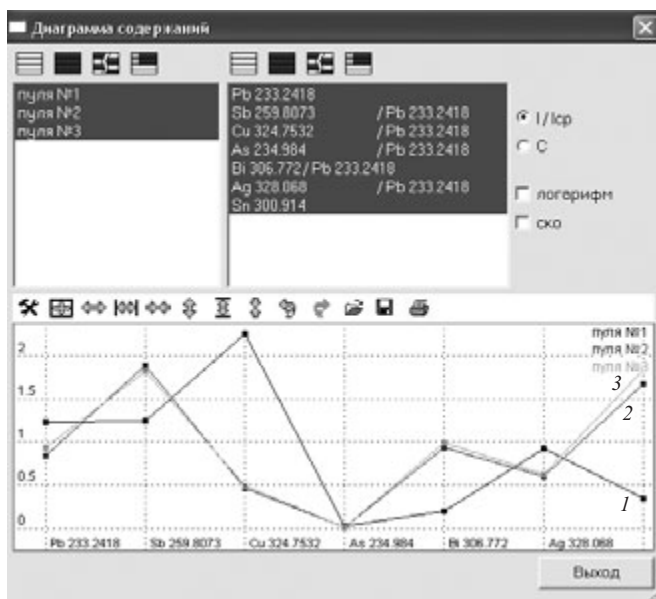 Диаграмма содержаний
пуля №1
пуля №2
пуля №3
Pb 233.2418
Sb 259.8073 / Pb 233.2418
Cu 324.7532 / Pb 233.2418
As 234.984 / Pb 233.2418
Bi 306.772 / Pb 233.2418
Ag 328.068 / Pb 233.2418
Sn 300.914
I / Iср
C
логарифм
ско
пуля №1
пуля №2
пуля №3
2
1.5
1
0.5
0
3
2
1
Pb 233.2418 Sb 259.8073 Cu 324.7532 As 234.984 Bi 306.772 Ag 328.068
Выход